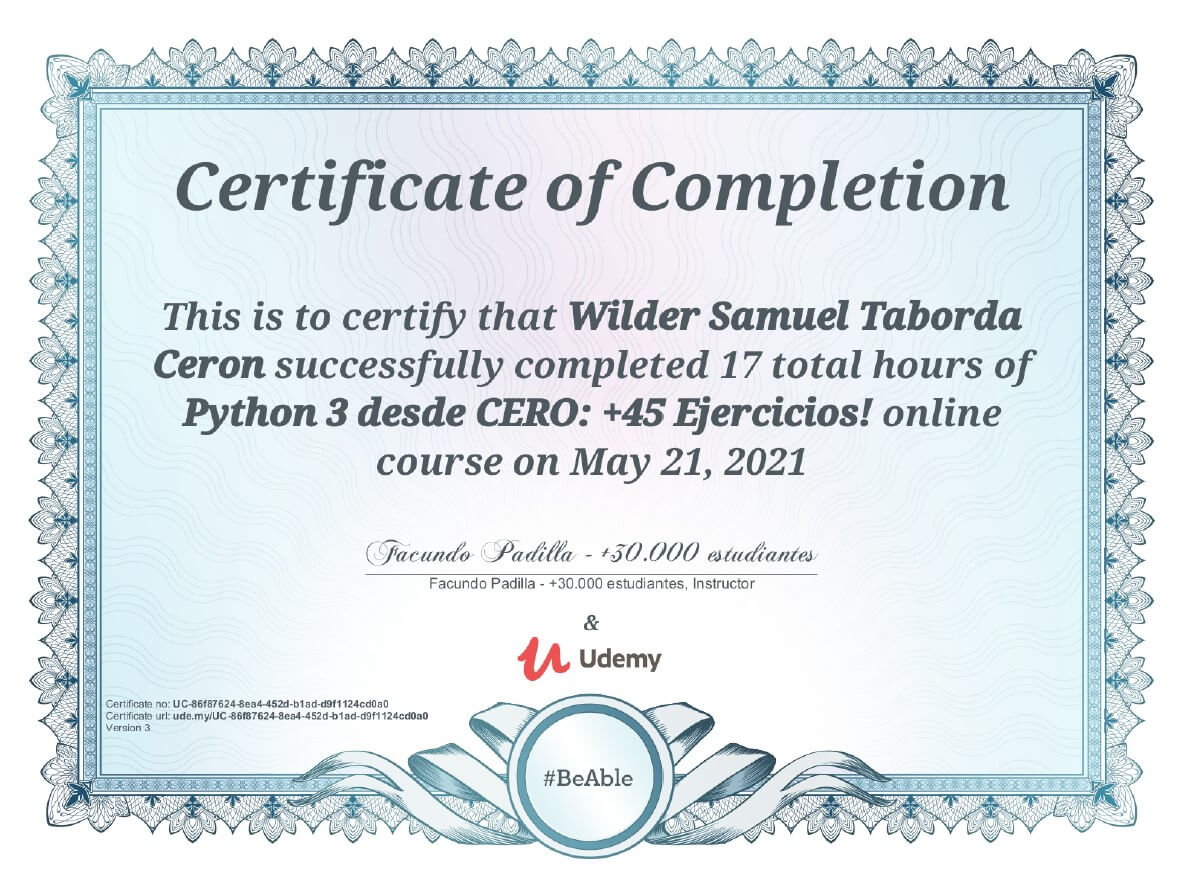 Certificate of Completion
This is to certify that Wilder Samuel Taborda
Ceron successfully completed 17 total hours of
Python 3 desde CERO: +45 Ejercicios! online
course on May 21, 2021
Facundo Padilla - +30.000 estudiantes
Facundo Padilla - +30.000 estudiantes, Instructor
&
Udemy
Certificate no: UC-86f87624-8ea4-452d-b1ad-d9f1124cd0a0
Certificate url: ude.my/UC-86f87624-8ea4-452d-b1ad-d9f1124cd0a0
Version 3
#BeAble